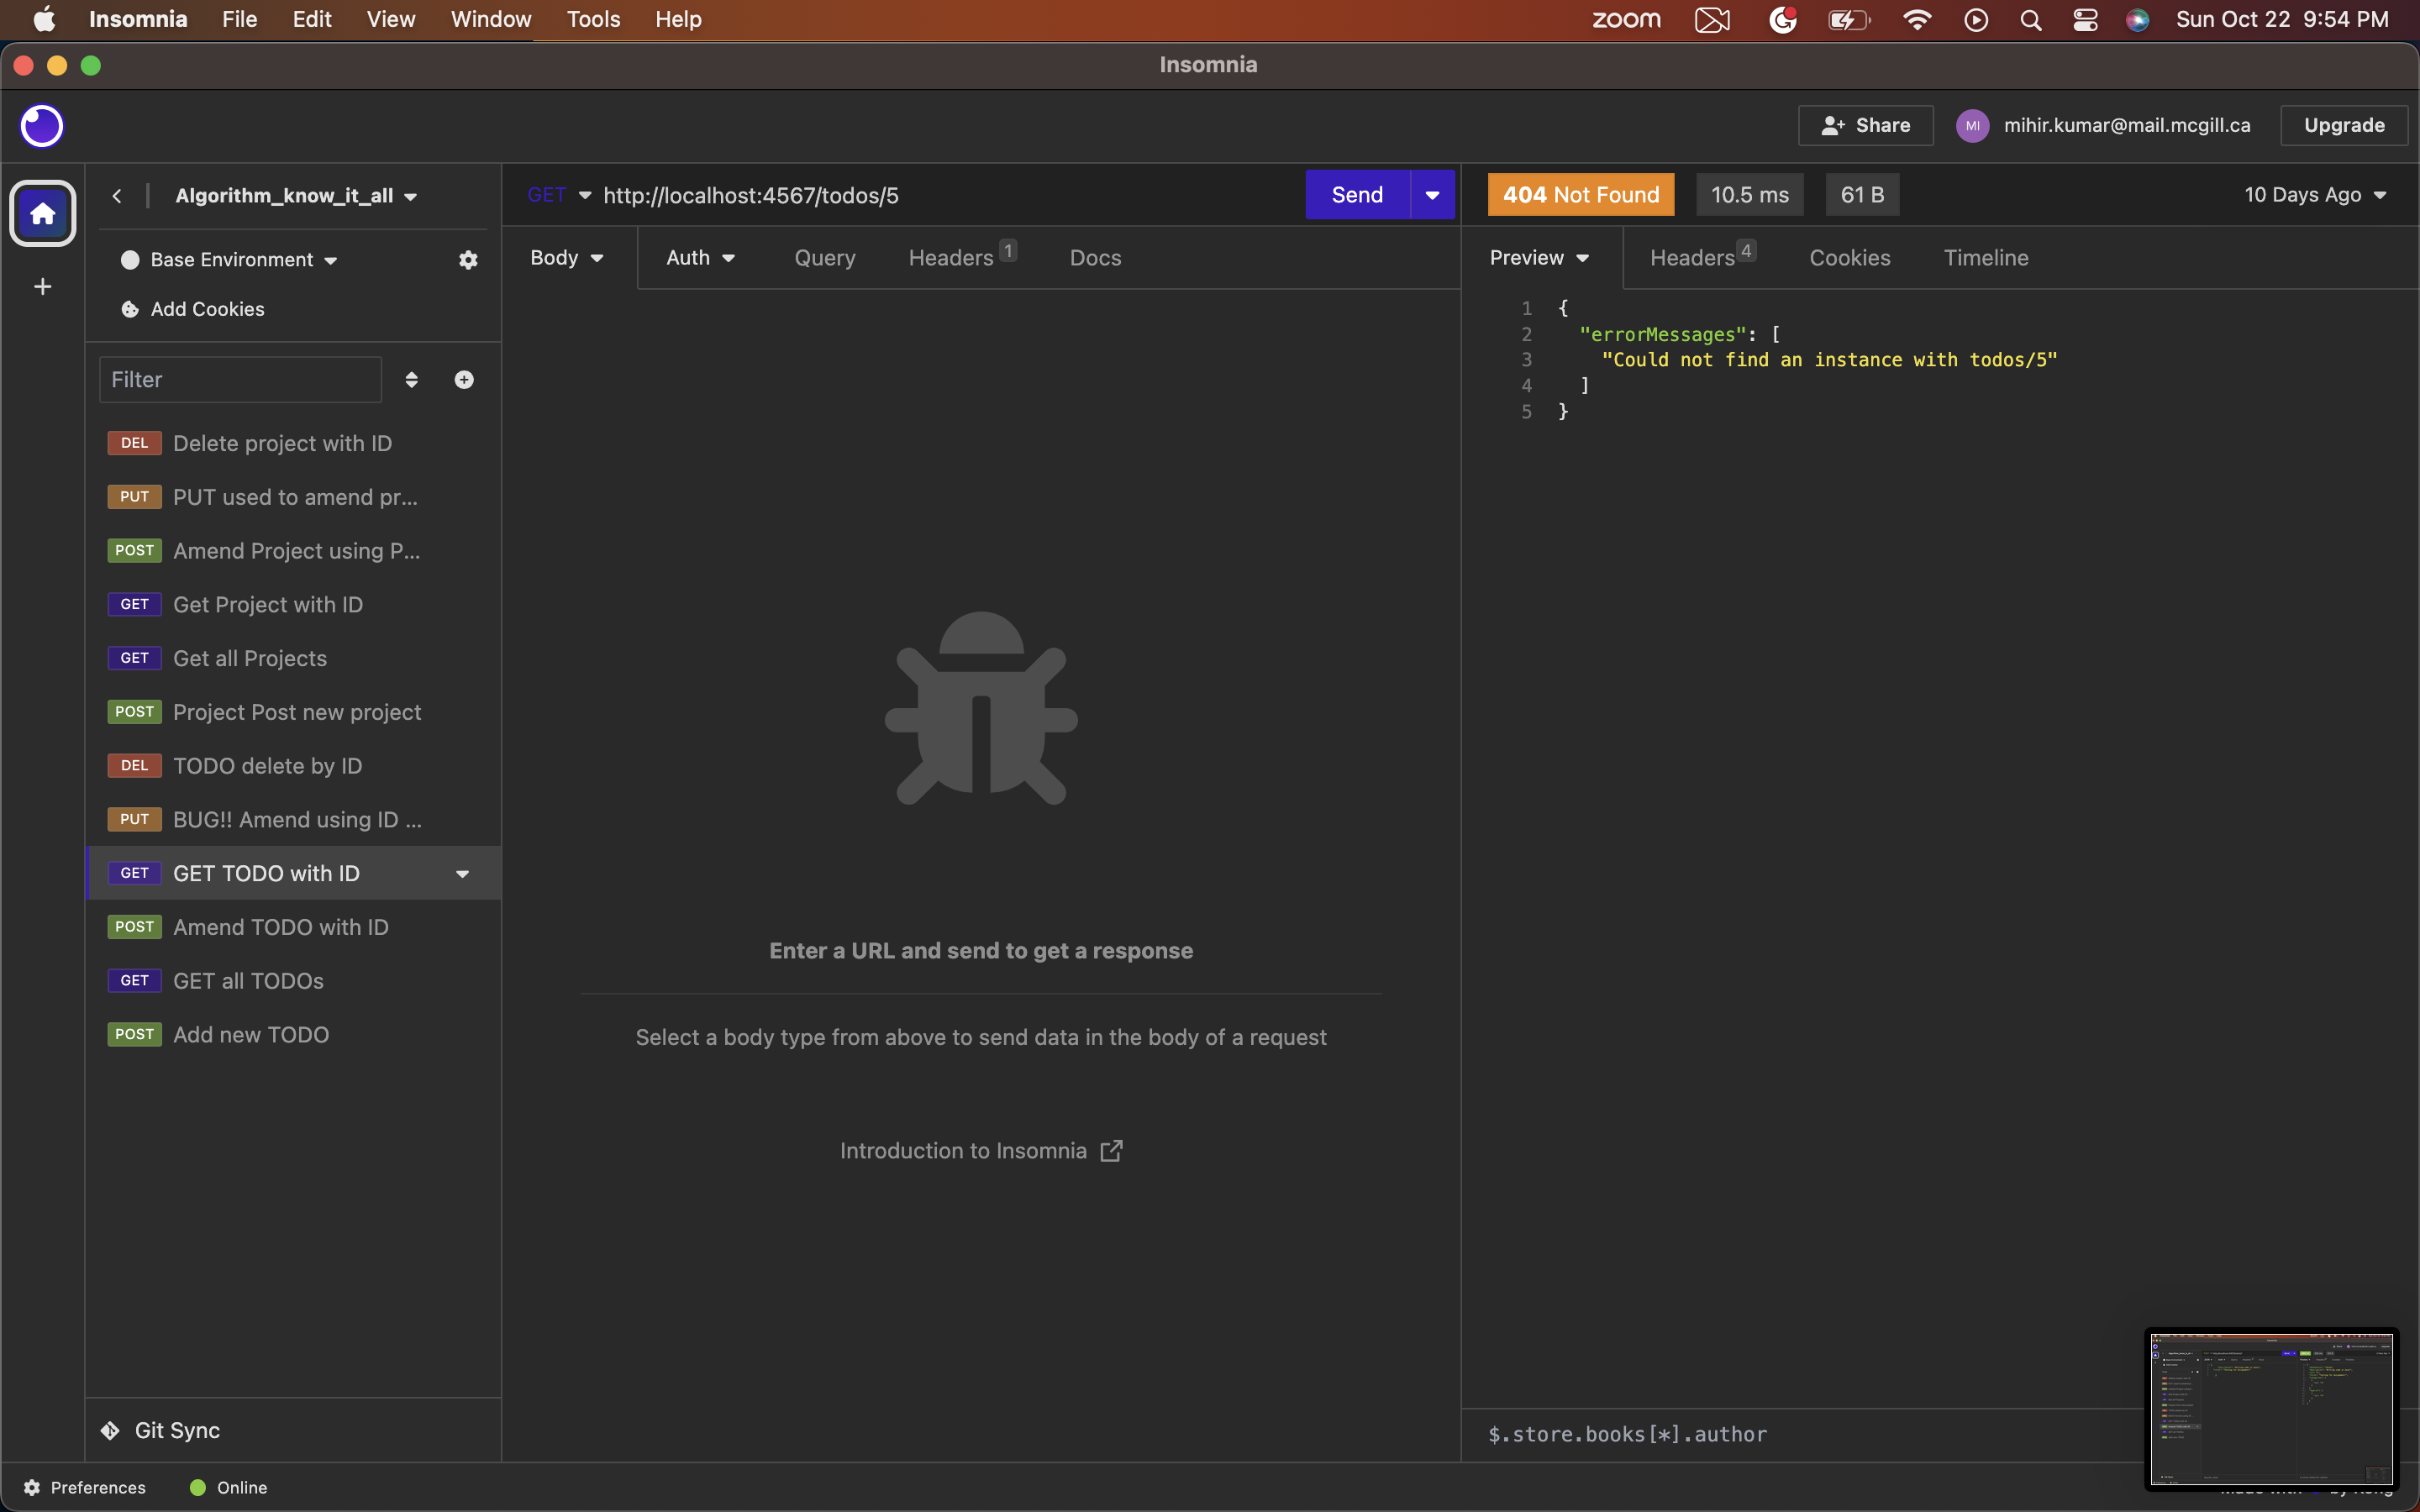 Insomnia File Edit View Window Tools Help zoom Sun Oct 22 9:54 PM
Insomnia
Share MI mihir.kumar@mail.mcgill.ca Upgrade
Algorithm_know_it_all
Base Environment
Add Cookies
Filter
DEL Delete project with ID
PUT PUT used to amend pr...
POST Amend Project using P...
GET Get Project with ID
GET Get all Projects
POST Project Post new project
DEL TODO delete by ID
PUT BUG!! Amend using ID ...
GET GET TODO with ID
POST Amend TODO with ID
GET GET all TODOs
POST Add new TODO
Git Sync
GET http://localhost:4567/todos/5 Send
Body Auth Query Headers 1 Docs
Enter a URL and send to get a response
Select a body type from above to send data in the body of a request
Introduction to Insomnia
404 Not Found 10.5 ms 61 B 10 Days Ago
Preview Headers 4 Cookies Timeline
1 {
2 "errorMessages": [
3 "Could not find an instance with todos/5"
4 ]
5 }
$.store.books[*].author
Preferences Online